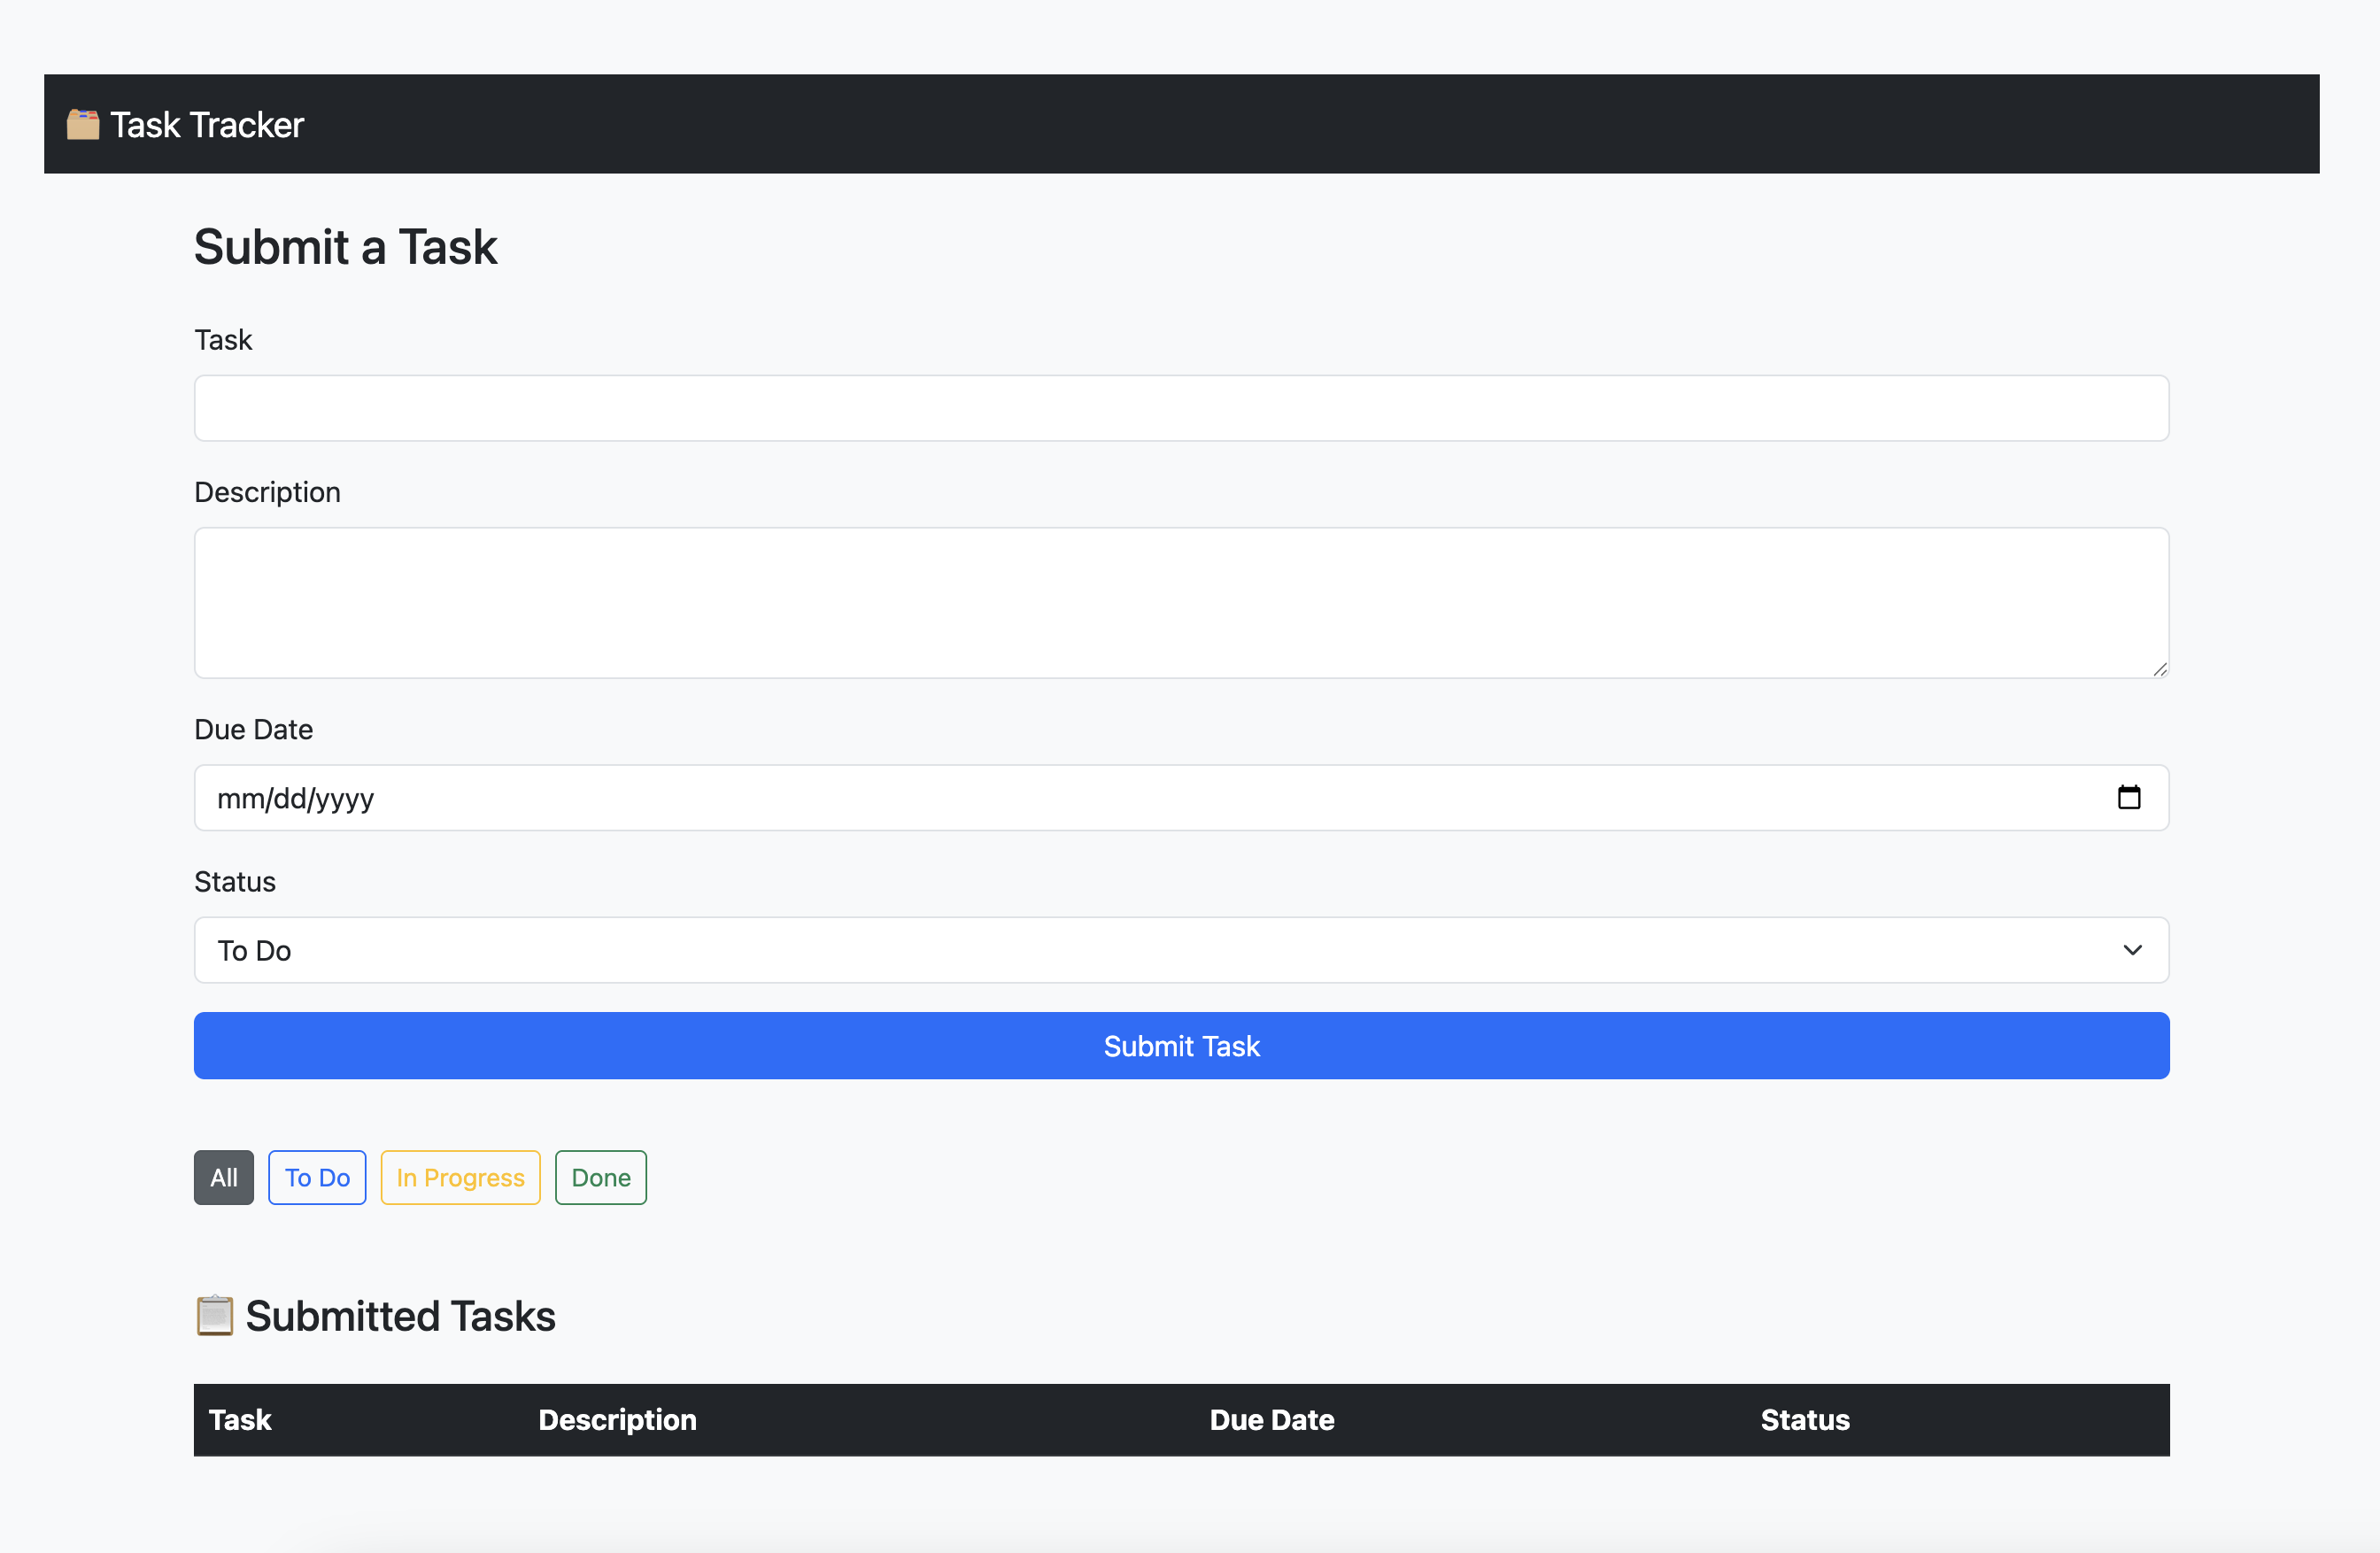 Task Tracker
Submit a Task
Task
Description
Due Date
mm/dd/yyyy
Status
To Do
Submit Task
All To Do In Progress Done
Submitted Tasks
Task Description Due Date Status